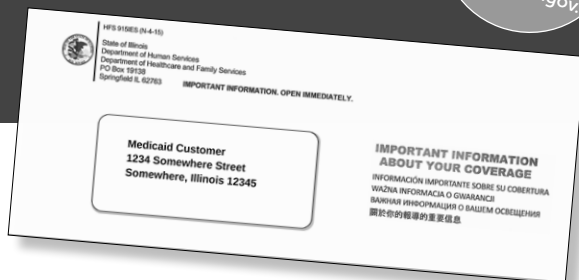 gov.
HFS 915IES (N-4-15)
State of Illinois
Department of Human Services
Department of Healthcare and Family Services
PO Box 19138
Springfield IL 62763
IMPORTANT INFORMATION. OPEN IMMEDIATELY.
Medicaid Customer
1234 Somewhere Street
Somewhere, Illinois 12345
IMPORTANT INFORMATION
ABOUT YOUR COVERAGE
INFORMACIÓN IMPORTANTE SOBRE SU COBERTURA
WAŻNA INFORMACJA O GWARANCJI
ВАЖНАЯ ИНФОРМАЦИЯ О ВАШЕМ ОСВЕЩЕНИЯ
關於你的報導的重要信息